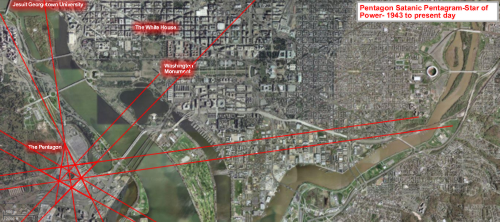 Jesuit Georgetown University
Pentagon Satanic Pentagram-Star of
Power- 1943 to present day
The White House
Washington
Monument
The Pentagon